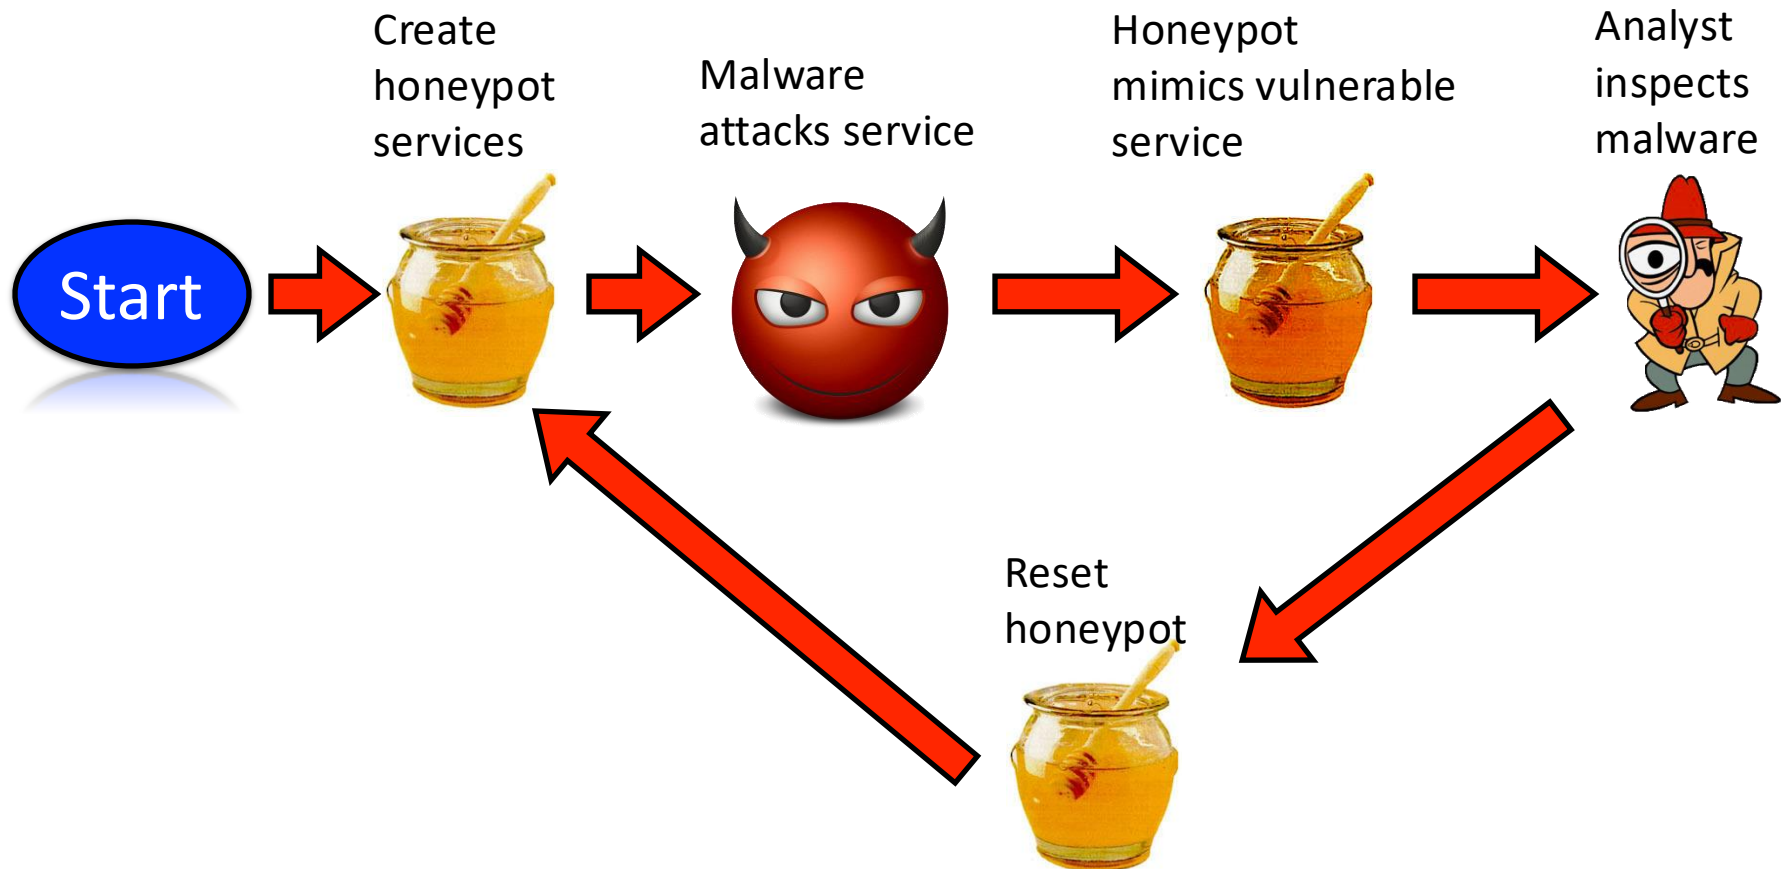 Start
Create
honeypot
services
Malware
attacks service
Honeypot
mimics vulnerable
service
Analyst
inspects
malware
Reset
honeypot